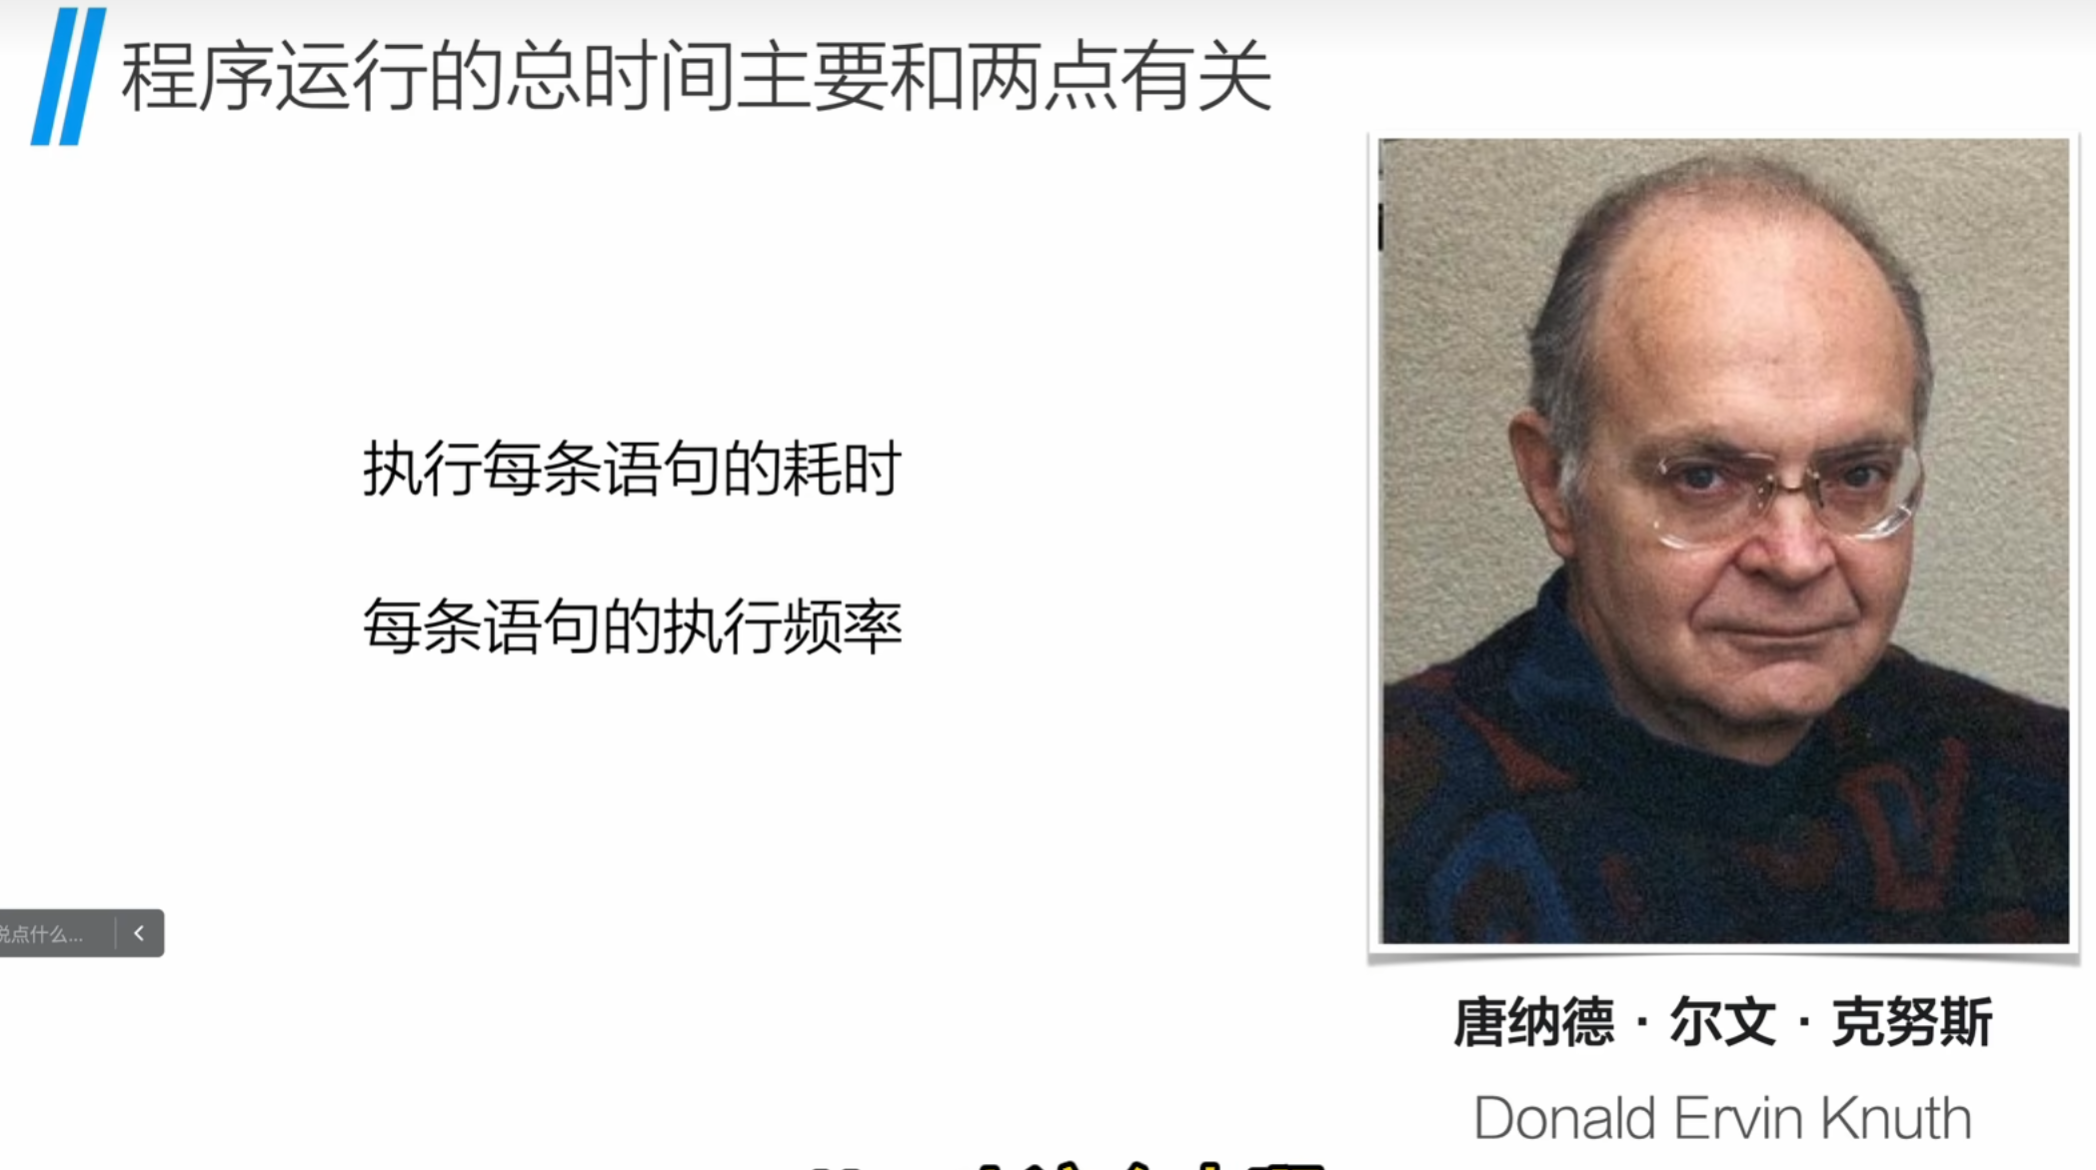 程序运行的总时间主要和两点有关
执行每条语句的耗时
每条语句的执行频率
说点什么...
唐纳德·尔文·克努斯
Donald Ervin Knuth